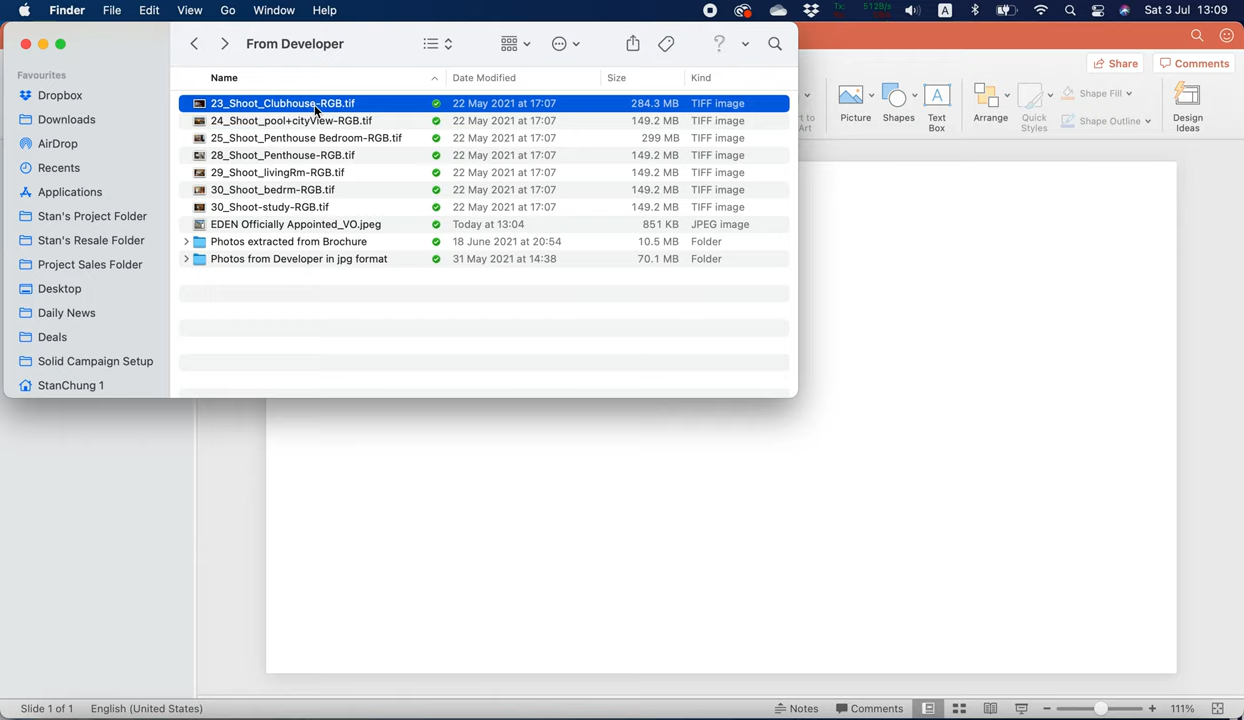 Finder File Edit View Go Window Help Tx: 512B/s A Sat 3 Jul 13:09
From Developer
Share Comments
Favourites
Dropbox
Downloads
AirDrop
Recents
Applications
Stan's Project Folder
Stan's Resale Folder
Project Sales Folder
Desktop
Daily News
Deals
Solid Campaign Setup
StanChung 1
Name Date Modified Size Kind
23_Shoot_Clubhouse-RGB.tif 22 May 2021 at 17:07 284.3 MB TIFF image
24_Shoot_pool+cityView-RGB.tif 22 May 2021 at 17:07 149.2 MB TIFF image
25_Shoot_Penthouse Bedroom-RGB.tif 22 May 2021 at 17:07 299 MB TIFF image
28_Shoot_Penthouse-RGB.tif 22 May 2021 at 17:07 149.2 MB TIFF image
29_Shoot_livingRm-RGB.tif 22 May 2021 at 17:07 149.2 MB TIFF image
30_Shoot_bedrm-RGB.tif 22 May 2021 at 17:07 149.2 MB TIFF image
30_Shoot-study-RGB.tif 22 May 2021 at 17:07 149.2 MB TIFF image
EDEN Officially Appointed_VO.jpeg Today at 13:04 851 KB JPEG image
Photos extracted from Brochure 18 June 2021 at 20:54 10.5 MB Folder
Photos from Developer in jpg format 31 May 2021 at 14:38 70.1 MB Folder
t to
Art
Picture
Shapes
Text
Box
Arrange
Quick
Styles
Shape Fill
Shape Outline
Design
Ideas
Slide 1 of 1 English (United States) Notes Comments 111%